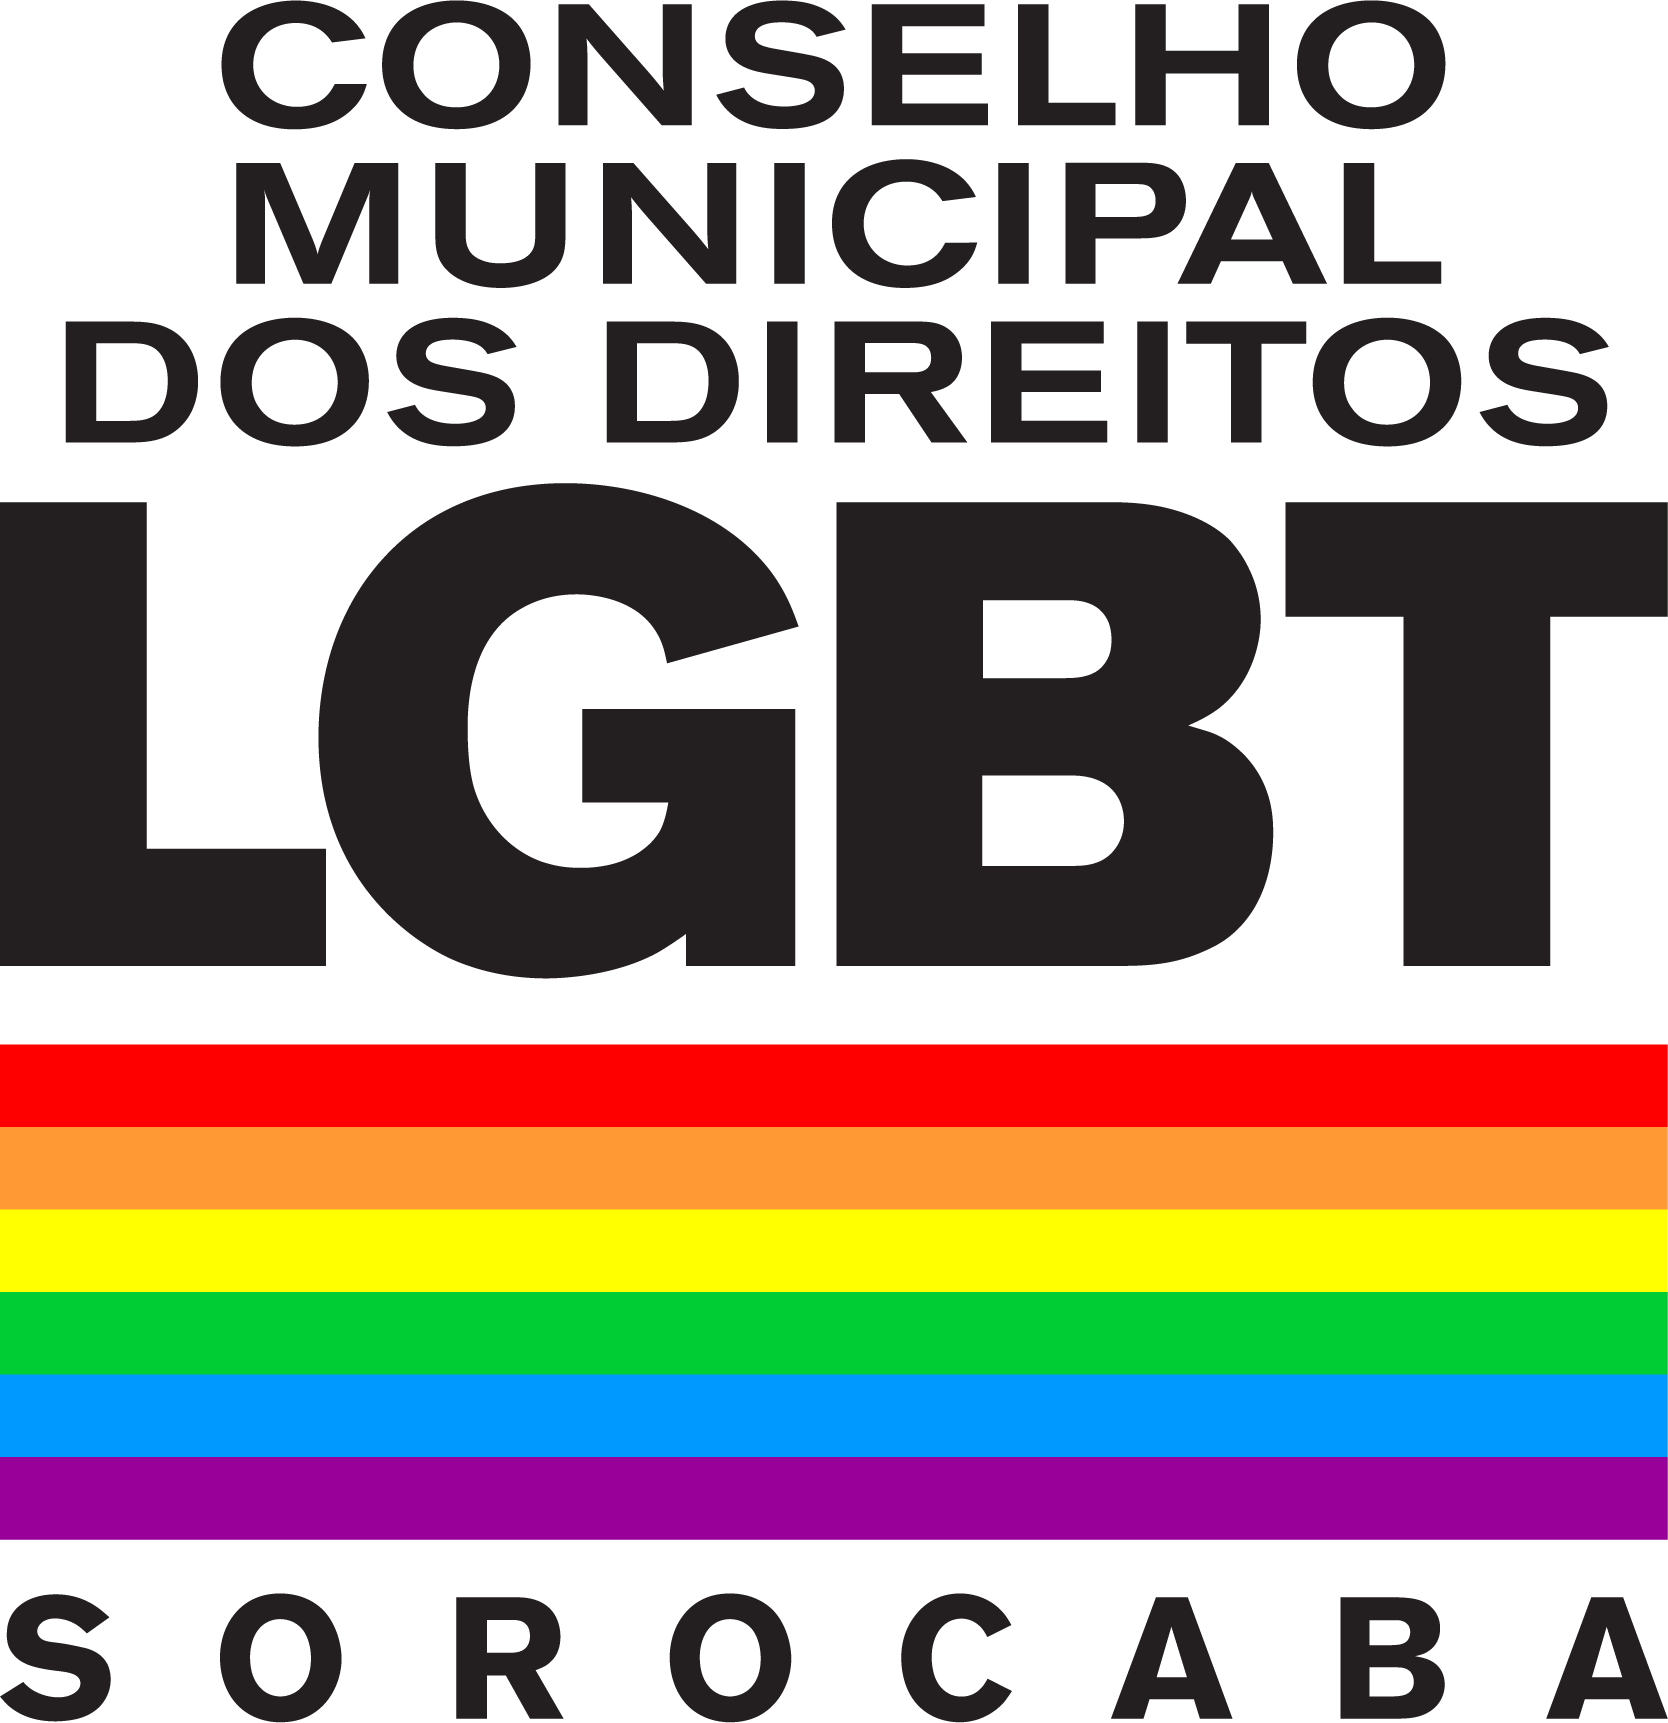 CONSELHO
MUNICIPAL
DOS DIREITOS
LGBT
SOROCABA